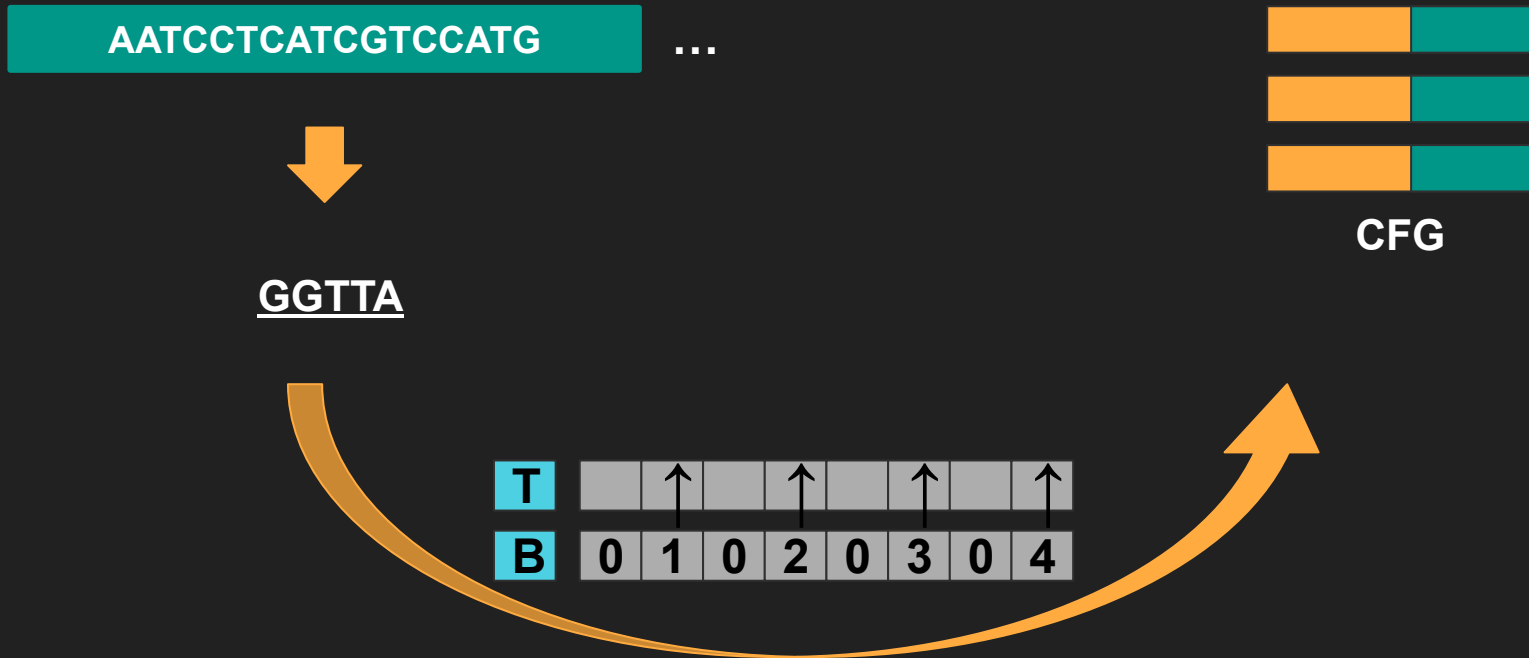 AATCCTCATCGTCCATG ...
CFG
GGTTA
T
B 0 1 0 2 0 3 0 4